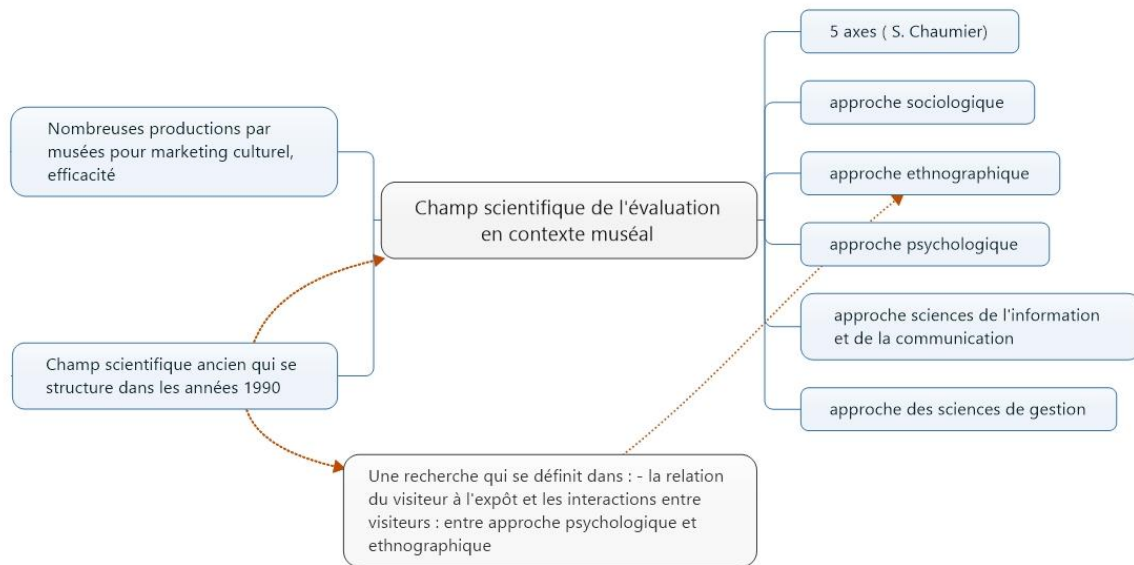 Nombreuses productions par
musées pour marketing culturel,
efficacité
Champ scientifique ancien qui se
structure dans les années 1990
Champ scientifique de l'évaluation
en contexte muséal
Une recherche qui se définit dans : - la relation
du visiteur à l'expôt et les interactions entre
visiteurs : entre approche psychologique et
ethnographique
5 axes ( S. Chaumier)
approche sociologique
approche ethnographique
approche psychologique
approche sciences de l'information
et de la communication
approche des sciences de gestion